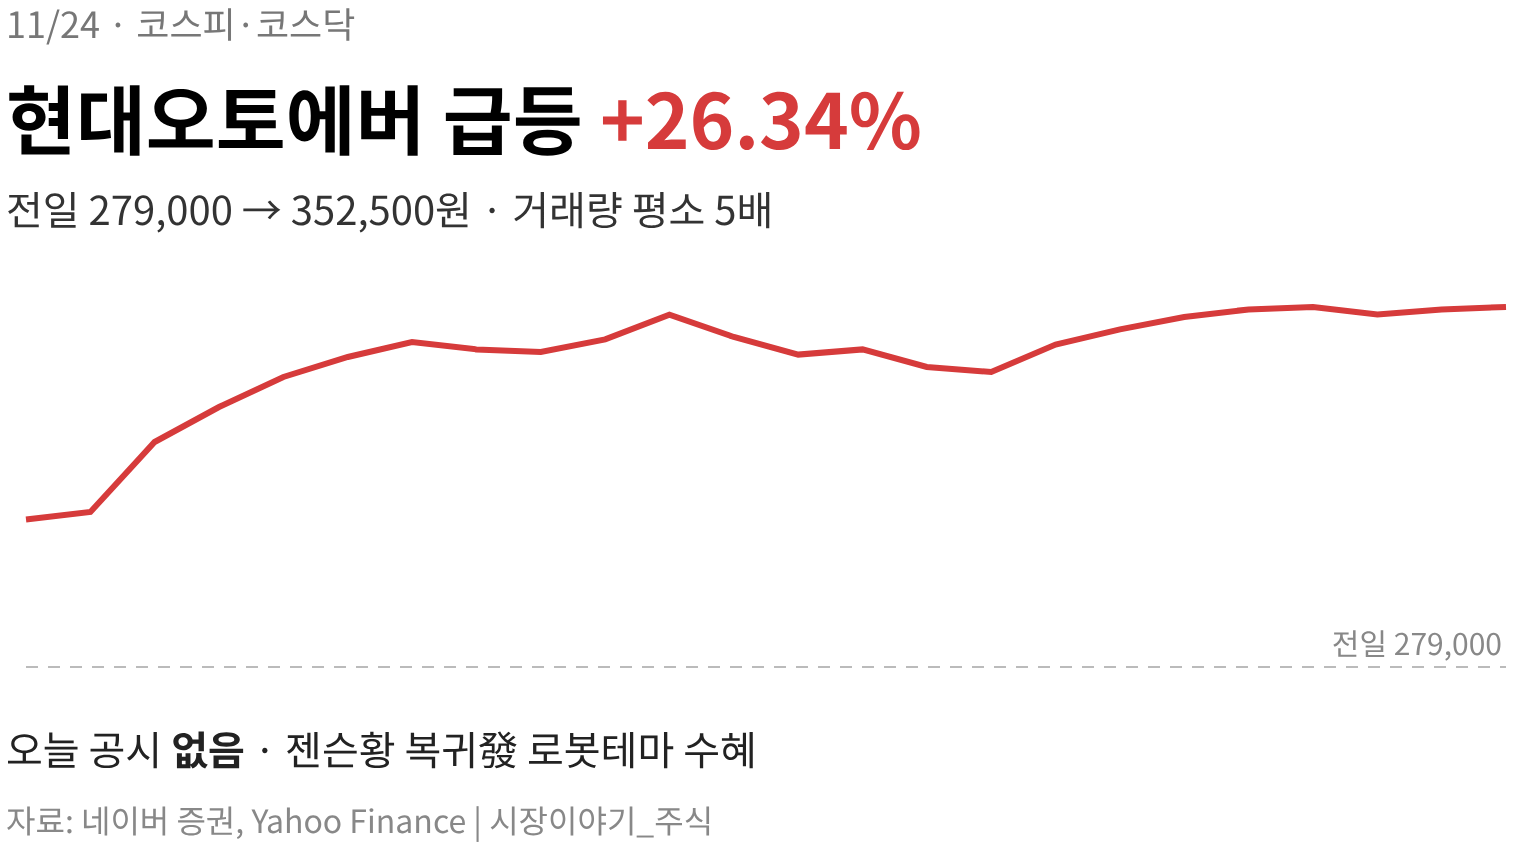 11/24 · 코스피·코스닥
현대오토에버 급등 +26.34%
전일 279,000 → 352,500원 · 거래량 평소 5배
전일 279,000
오늘 공시 없음 · 젠슨황 복귀發 로봇테마 수혜
자료: 네이버 증권, Yahoo Finance | 시장이야기_주식